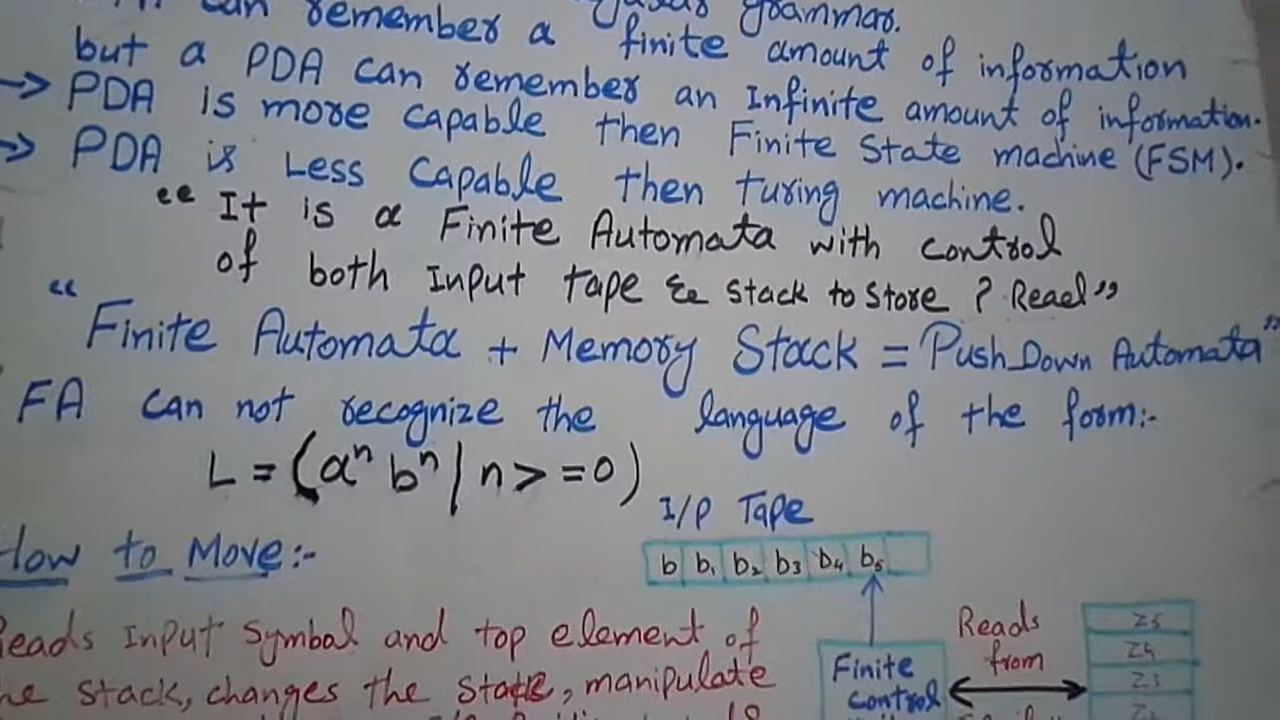 can remember a finite amount of information
grammar.
but a PDA can remember an Infinite amount of information.
→ PDA is more capable then Finite State machine (FSM).
→ PDA is Less Capable then turing machine.
“ It is a Finite Automata with control
of both Input tape & Stack to Store ? Read”
“Finite Automata + Memory Stack = Push Down Automata”
FA can not recognize the language of the form:-
L = (aⁿ bⁿ | n > = 0)
I/P Tape
How to Move:-
b b₁ b₂ b₃ b₄ b₅
Reads Input Symbol and top element of
the stack, changes the state, manipulate
Finite
Control
Reads
from
Z5
Z4
Z3